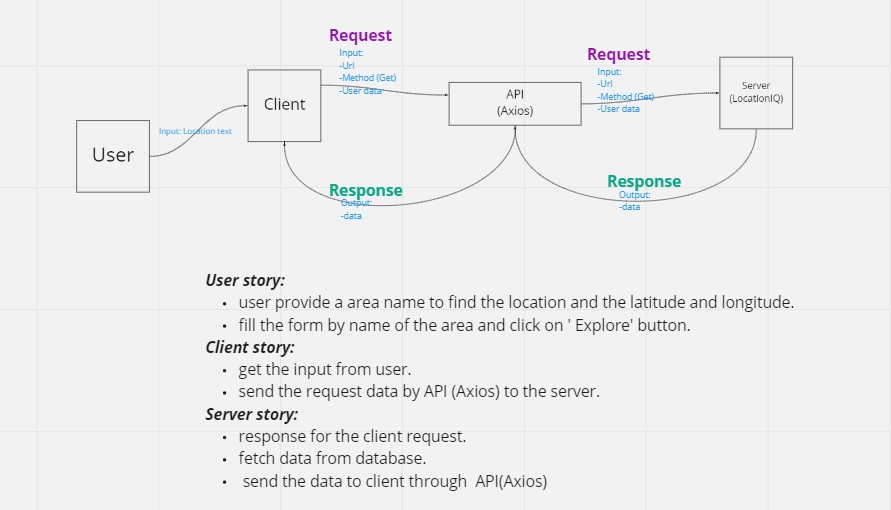 Request
Input:
-Url
-Method (Get)
-User data
Request
Input:
-Url
-Method (Get)
-User data
Server
(LocationIQ)
API
(Axios)
Client
Input: Location text
User
Response
Output:
-data
Response
Output:
-data
User story:
• user provide a area name to find the location and the latitude and longitude.
• fill the form by name of the area and click on ' Explore' button.
Client story:
• get the input from user.
• send the request data by API (Axios) to the server.
Server story:
• response for the client request.
• fetch data from database.
• send the data to client through API(Axios)